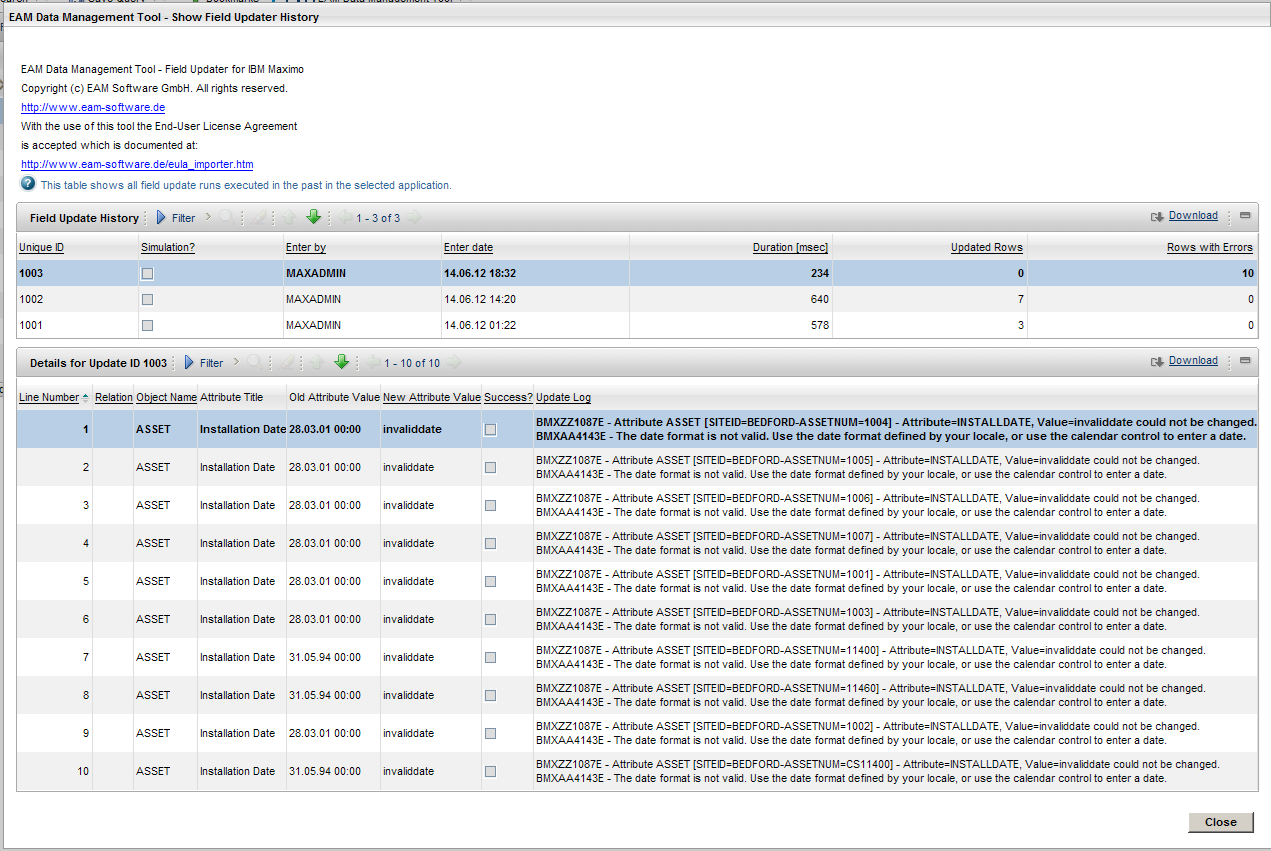 EAM Data Management Tool - Show Field Updater History
EAM Data Management Tool - Field Updater for IBM Maximo
Copyright (c) EAM Software GmbH. All rights reserved.
http://www.eam-software.de
With the use of this tool the End-User License Agreement
is accepted which is documented at:
http://www.eam-software.de/eula_importer.htm
This table shows all field update runs executed in the past in the selected application.
Field Update History Filter 1 - 3 of 3 Download
Unique ID Simulation? Enter by Enter date Duration [msec] Updated Rows Rows with Errors
1003 MAXADMIN 14.06.12 18:32 234 0 10
1002 MAXADMIN 14.06.12 14:20 640 7 0
1001 MAXADMIN 14.06.12 01:22 578 3 0
Details for Update ID 1003 Filter 1 - 10 of 10 Download
Line Number Relation Object Name Attribute Title Old Attribute Value New Attribute Value Success? Update Log
1 ASSET Installation Date 28.03.01 00:00 invaliddate BMXZZ1087E - Attribute ASSET [SITEID=BEDFORD-ASSETNUM=1004] - Attribute=INSTALLDATE, Value=invaliddate could not be changed.
BMXAA4143E - The date format is not valid. Use the date format defined by your locale, or use the calendar control to enter a date.
2 ASSET Installation Date 28.03.01 00:00 invaliddate BMXZZ1087E - Attribute ASSET [SITEID=BEDFORD-ASSETNUM=1005] - Attribute=INSTALLDATE, Value=invaliddate could not be changed.
BMXAA4143E - The date format is not valid. Use the date format defined by your locale, or use the calendar control to enter a date.
3 ASSET Installation Date 28.03.01 00:00 invaliddate BMXZZ1087E - Attribute ASSET [SITEID=BEDFORD-ASSETNUM=1006] - Attribute=INSTALLDATE, Value=invaliddate could not be changed.
BMXAA4143E - The date format is not valid. Use the date format defined by your locale, or use the calendar control to enter a date.
4 ASSET Installation Date 28.03.01 00:00 invaliddate BMXZZ1087E - Attribute ASSET [SITEID=BEDFORD-ASSETNUM=1007] - Attribute=INSTALLDATE, Value=invaliddate could not be changed.
BMXAA4143E - The date format is not valid. Use the date format defined by your locale, or use the calendar control to enter a date.
5 ASSET Installation Date 28.03.01 00:00 invaliddate BMXZZ1087E - Attribute ASSET [SITEID=BEDFORD-ASSETNUM=1001] - Attribute=INSTALLDATE, Value=invaliddate could not be changed.
BMXAA4143E - The date format is not valid. Use the date format defined by your locale, or use the calendar control to enter a date.
6 ASSET Installation Date 28.03.01 00:00 invaliddate BMXZZ1087E - Attribute ASSET [SITEID=BEDFORD-ASSETNUM=1003] - Attribute=INSTALLDATE, Value=invaliddate could not be changed.
BMXAA4143E - The date format is not valid. Use the date format defined by your locale, or use the calendar control to enter a date.
7 ASSET Installation Date 31.05.94 00:00 invaliddate BMXZZ1087E - Attribute ASSET [SITEID=BEDFORD-ASSETNUM=11400] - Attribute=INSTALLDATE, Value=invaliddate could not be changed.
BMXAA4143E - The date format is not valid. Use the date format defined by your locale, or use the calendar control to enter a date.
8 ASSET Installation Date 31.05.94 00:00 invaliddate BMXZZ1087E - Attribute ASSET [SITEID=BEDFORD-ASSETNUM=11460] - Attribute=INSTALLDATE, Value=invaliddate could not be changed.
BMXAA4143E - The date format is not valid. Use the date format defined by your locale, or use the calendar control to enter a date.
9 ASSET Installation Date 28.03.01 00:00 invaliddate BMXZZ1087E - Attribute ASSET [SITEID=BEDFORD-ASSETNUM=1002] - Attribute=INSTALLDATE, Value=invaliddate could not be changed.
BMXAA4143E - The date format is not valid. Use the date format defined by your locale, or use the calendar control to enter a date.
10 ASSET Installation Date 31.05.94 00:00 invaliddate BMXZZ1087E - Attribute ASSET [SITEID=BEDFORD-ASSETNUM=CS11400] - Attribute=INSTALLDATE, Value=invaliddate could not be changed.
BMXAA4143E - The date format is not valid. Use the date format defined by your locale, or use the calendar control to enter a date.
Close